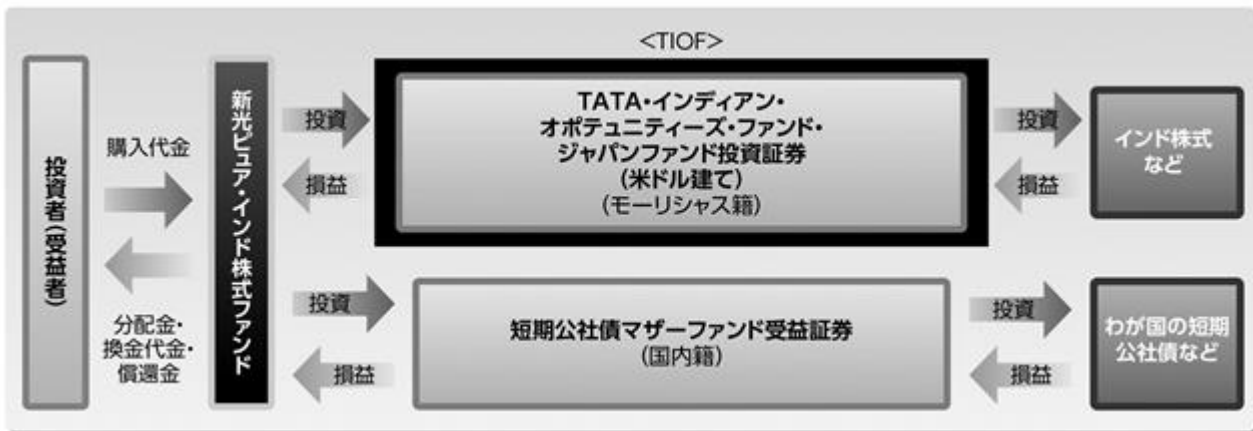 <TIOF>
投資者(受益者)
購入代金
分配金・
換金代金・
償還金
新光ピュア・インド株式ファンド
投資
損益
TATA・インディアン・
オポテュニティーズ・ファンド・
ジャパンファンド投資証券
(米ドル建て)
(モーリシャス籍)
投資
損益
インド株式
など
投資
損益
短期公社債マザーファンド受益証券
(国内籍)
投資
損益
わが国の短期
公社債など